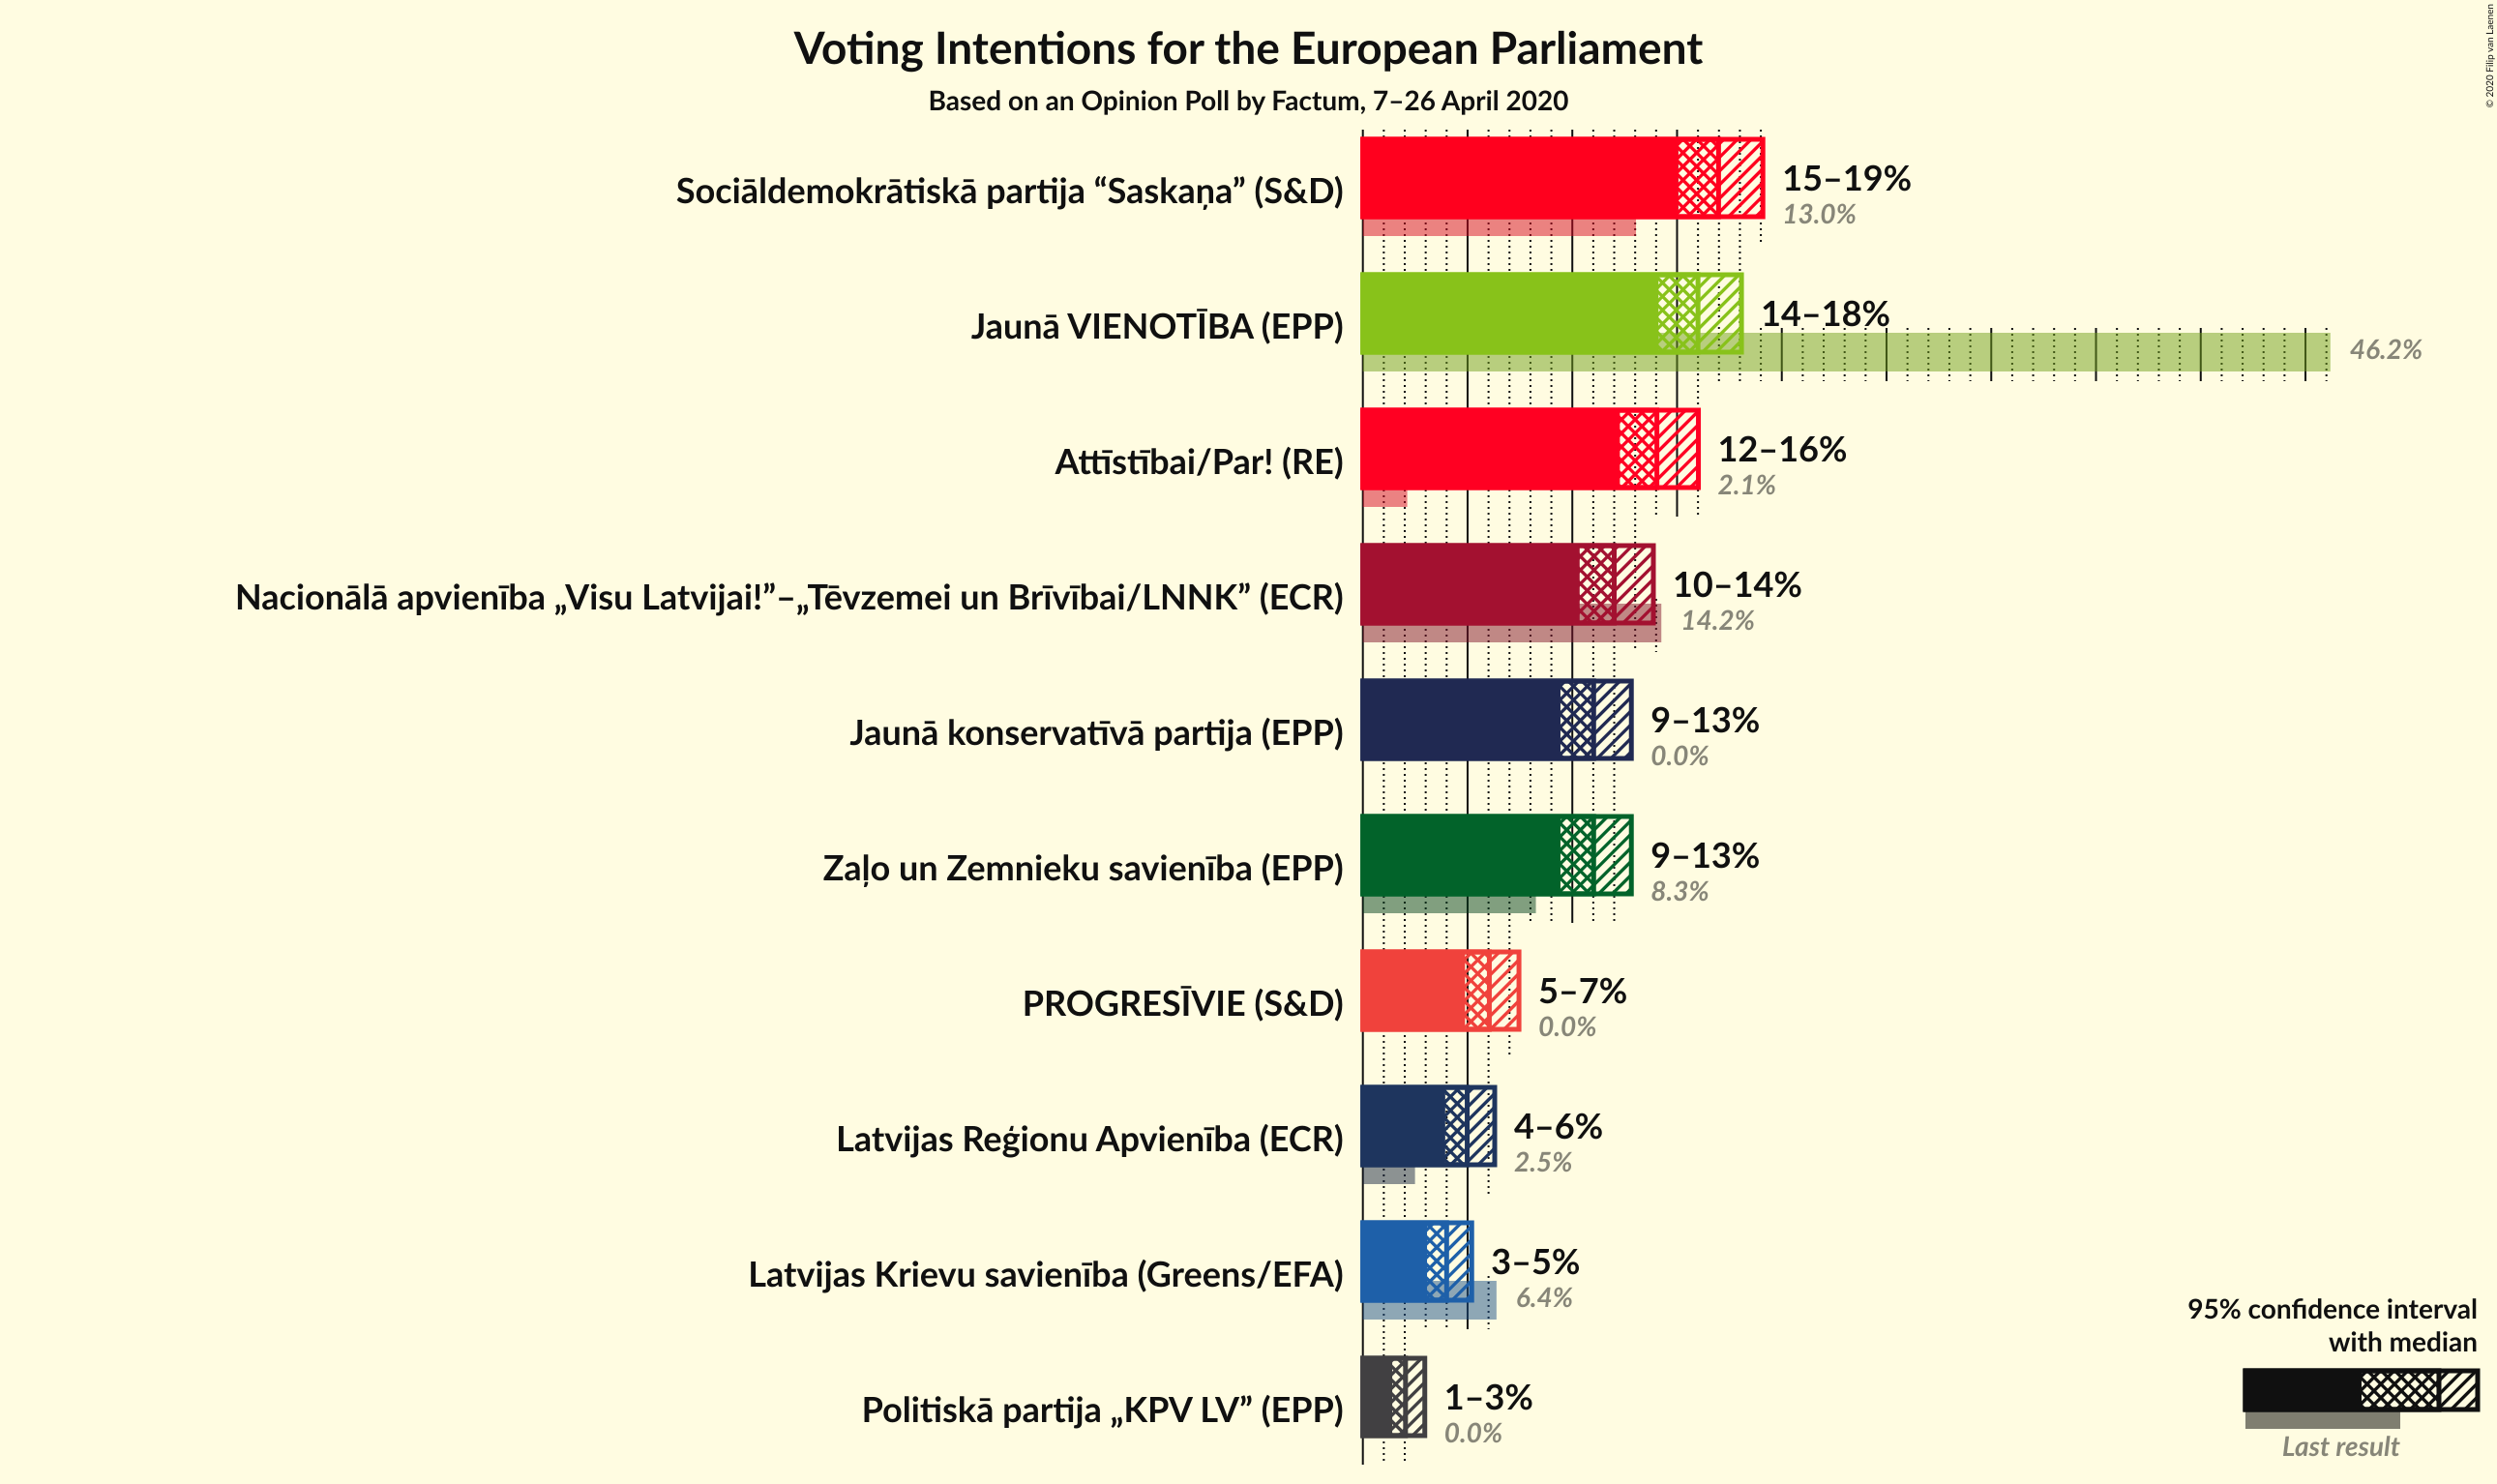 Voting Intentions for the European Parliament
Based on an Opinion Poll by Factum, 7–26 April 2020
© 2020 Filip van Laenen
Sociāldemokrātiskā partija “Saskaņa” (S&D)
15–19%
13.0%
Jaunā VIENOTĪBA (EPP)
14–18%
46.2%
Attīstībai/Par! (RE)
12–16%
2.1%
Nacionālā apvienība „Visu Latvijai!”–„Tēvzemei un Brīvībai/LNNK” (ECR)
10–14%
14.2%
Jaunā konservatīvā partija (EPP)
9–13%
0.0%
Zaļo un Zemnieku savienība (EPP)
9–13%
8.3%
PROGRESĪVIE (S&D)
5–7%
0.0%
Latvijas Reģionu Apvienība (ECR)
4–6%
2.5%
Latvijas Krievu savienība (Greens/EFA)
3–5%
6.4%
Politiskā partija „KPV LV” (EPP)
1–3%
0.0%
95% confidence interval
with median
Last result